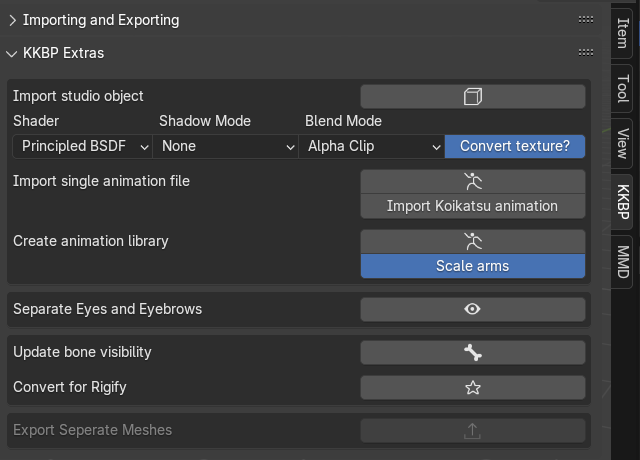 Importing and Exporting
KKBP Extras
Import studio object
Shader Shadow Mode Blend Mode
Principled BSDF None Alpha Clip Convert texture?
Import single animation file
Import Koikatsu animation
Create animation library
Scale arms
Separate Eyes and Eyebrows
Update bone visibility
Convert for Rigify
Export Seperate Meshes
Item
Tool
View
KKBP
MMD